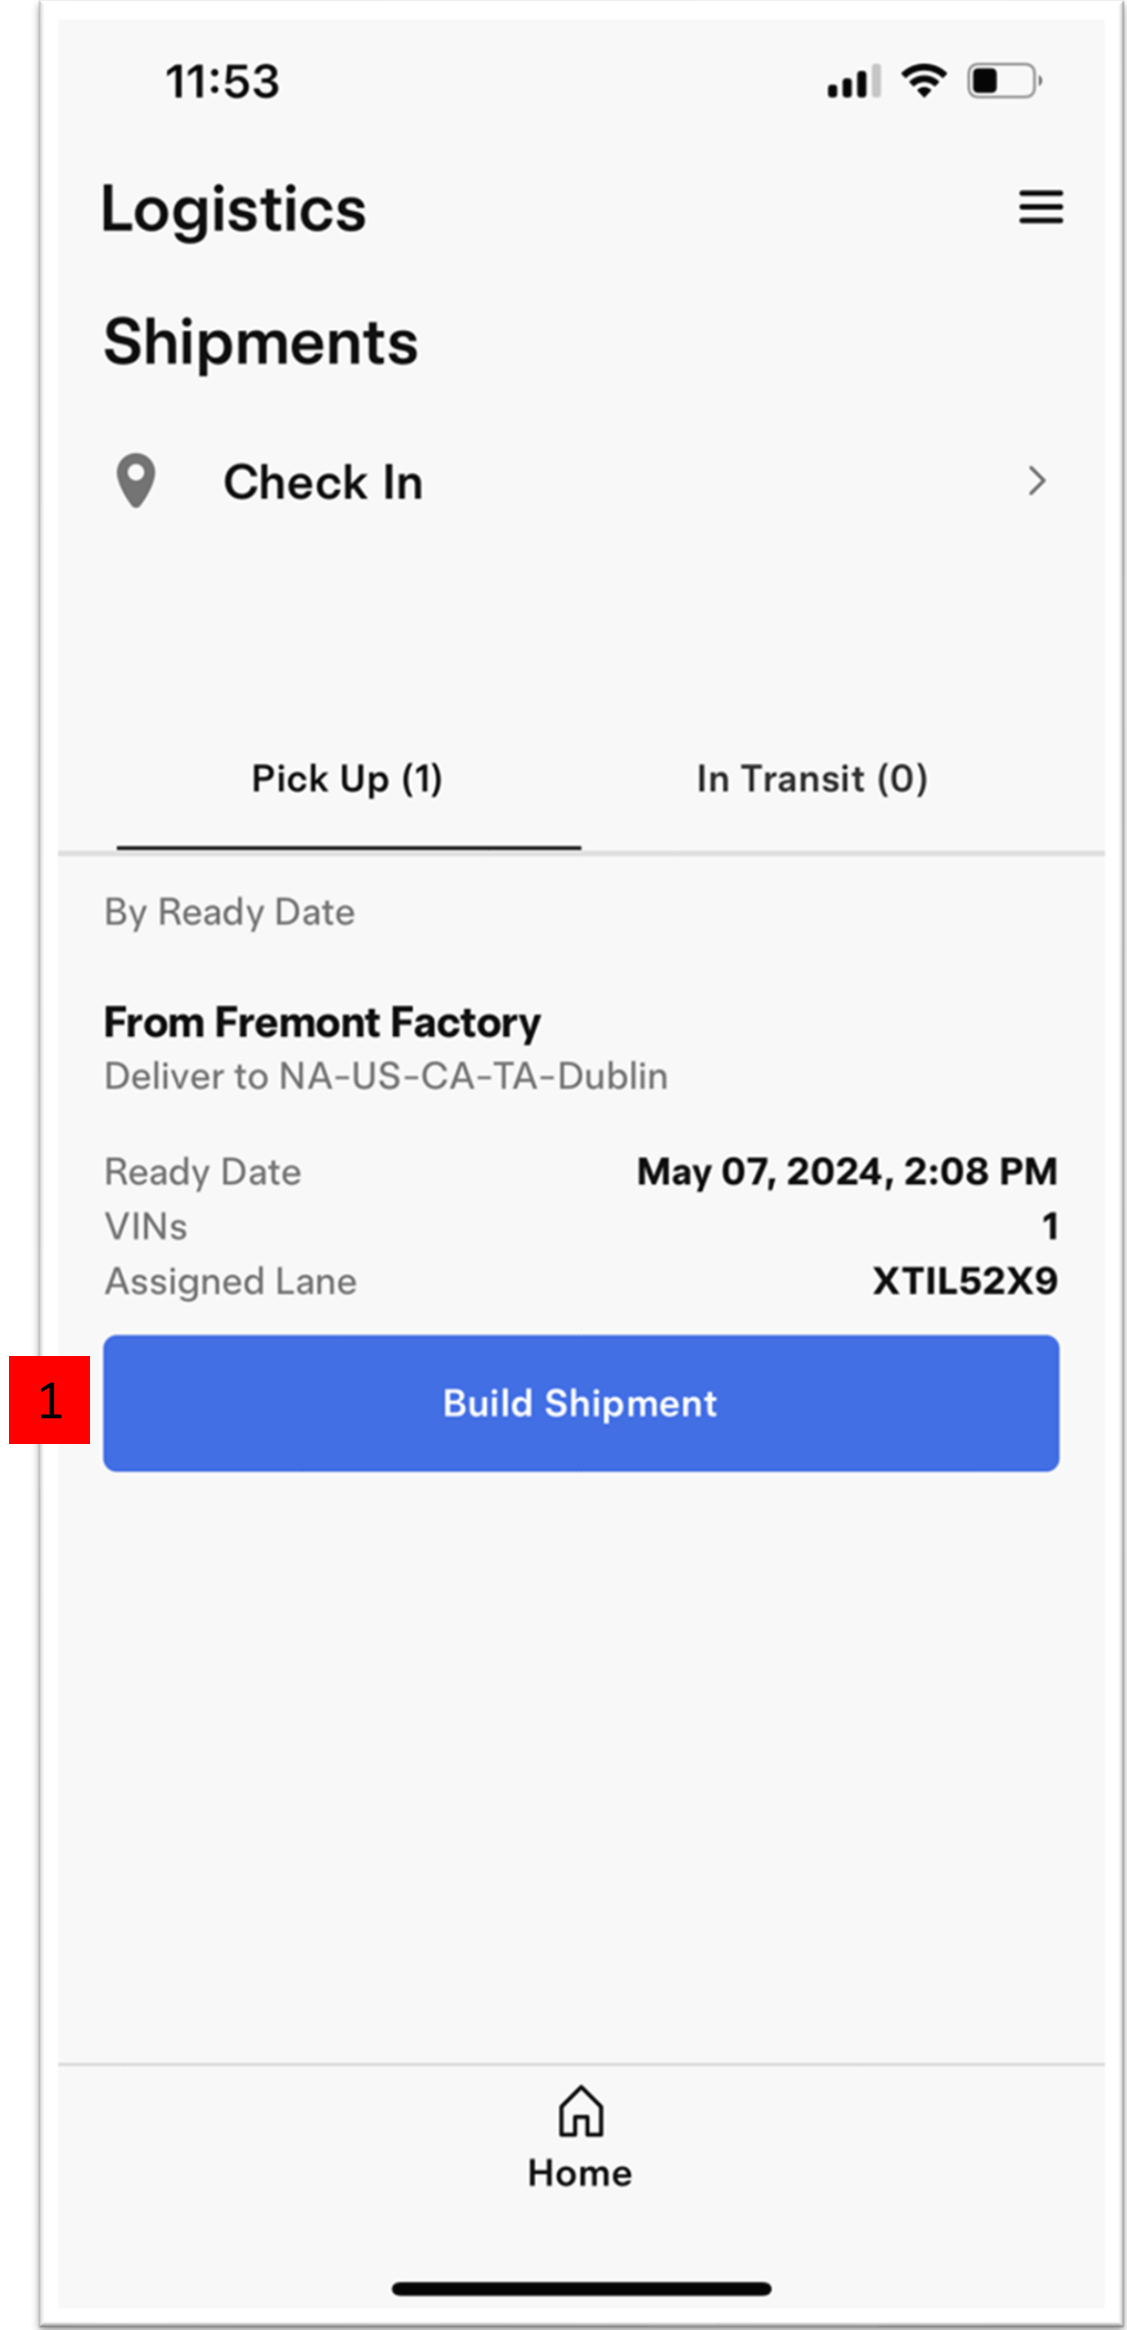 11:53
Logistics
Shipments
Check In
Pick Up (1)
In Transit (0)
By Ready Date
From Fremont Factory
Deliver to NA-US-CA-TA-Dublin
Ready Date May 07, 2024, 2:08 PM
VINs 1
Assigned Lane XTIL52X9
1 Build Shipment
Home